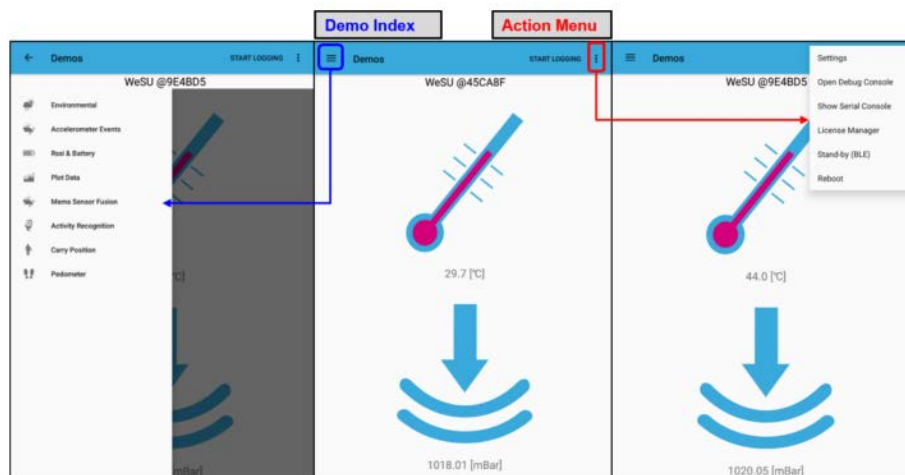 Demo Index
Action Menu
Demos
START LOGGING
WeSU @9E4BD5
Environmental
Accelerometer Events
Rssi & Battery
Plot Data
Mems Sensor Fusion
Activity Recognition
Carry Position
Pedometer
[°C]
[mBar]
Demos
START LOGGING
WeSU @45CA8F
29.7 [°C]
1018.01 [mBar]
Demos
WeSU @9E4BD5
Settings
Open Debug Console
Show Serial Console
License Manager
Stand-by (BLE)
Reboot
44.0 [°C]
1020.05 [mBar]